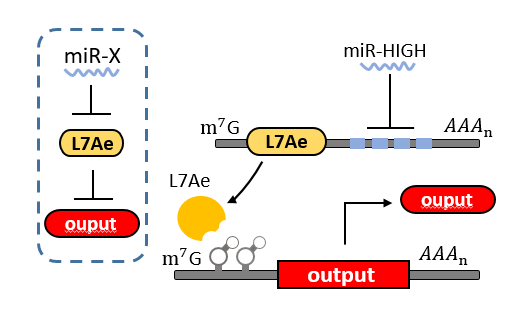 miR-X
L7Ae
ouput
miR-HIGH
m⁷G
L7Ae
AAAₙ
L7Ae
ouput
m⁷G
output
AAAₙ